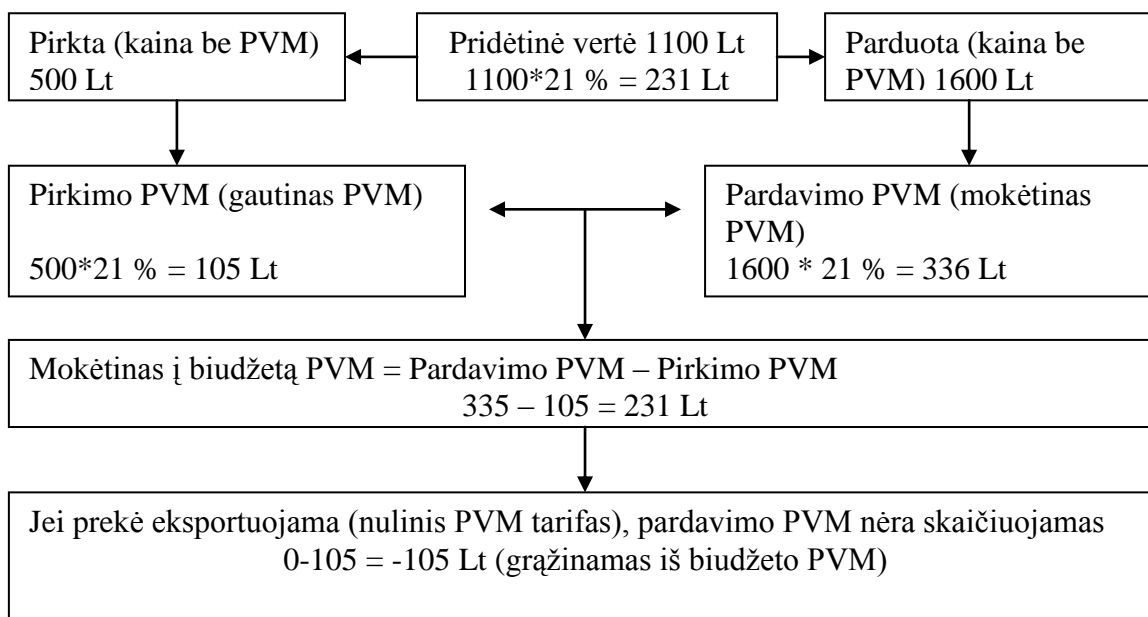 Pirkta (kaina be PVM)
500 Lt
Pridėtinė vertė 1100 Lt
1100*21 % = 231 Lt
Parduota (kaina be
PVM) 1600 Lt
Pirkimo PVM (gautinas PVM)
500*21 % = 105 Lt
Pardavimo PVM (mokėtinas
PVM)
1600 * 21 % = 336 Lt
Mokėtinas į biudžetą PVM = Pardavimo PVM – Pirkimo PVM
335 – 105 = 231 Lt
Jei prekė eksportuojama (nulinis PVM tarifas), pardavimo PVM nėra skaičiuojamas
0-105 = -105 Lt (grąžinamas iš biudžeto PVM)